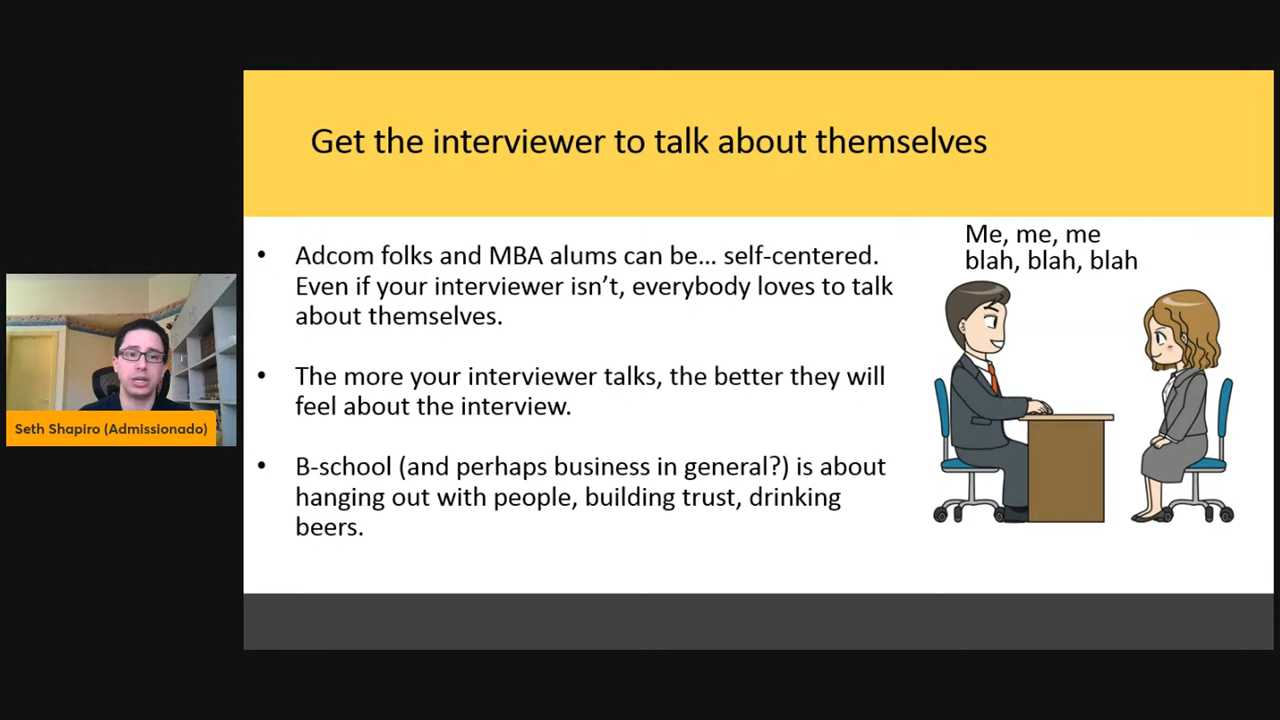 Get the interviewer to talk about themselves
• Adcom folks and MBA alums can be... self-centered.
Even if your interviewer isn’t, everybody loves to talk
about themselves.
• The more your interviewer talks, the better they will
feel about the interview.
• B-school (and perhaps business in general?) is about
hanging out with people, building trust, drinking
beers.
Me, me, me
blah, blah, blah
Seth Shapiro (Admissionado)